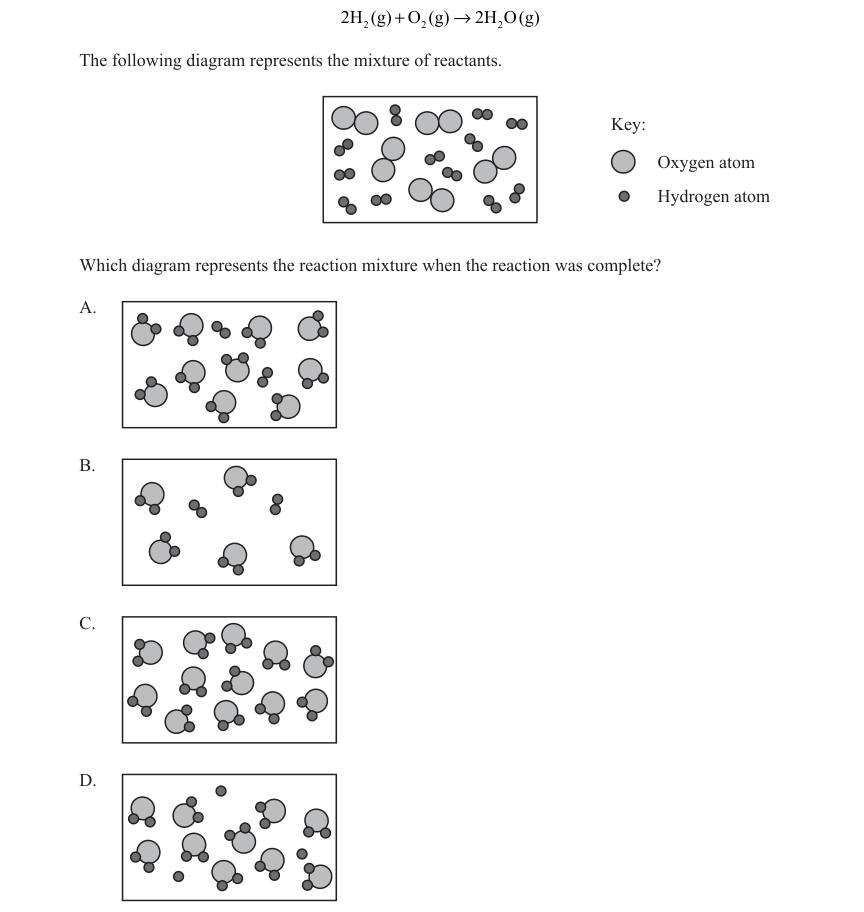 2H₂(g)+O₂(g)→2H₂O(g)
The following diagram represents the mixture of reactants.
Key:
Oxygen atom
Hydrogen atom
Which diagram represents the reaction mixture when the reaction was complete?
A.
B.
C.
D.